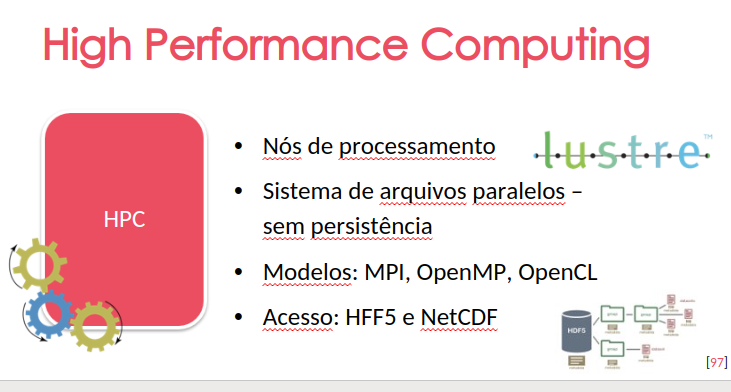 High Performance Computing
HPC
• Nós de processamento
• Sistema de arquivos paralelos –
sem persistência
• Modelos: MPI, OpenMP, OpenCL
• Acesso: HFF5 e NetCDF
lustre™
HDF5
[97]